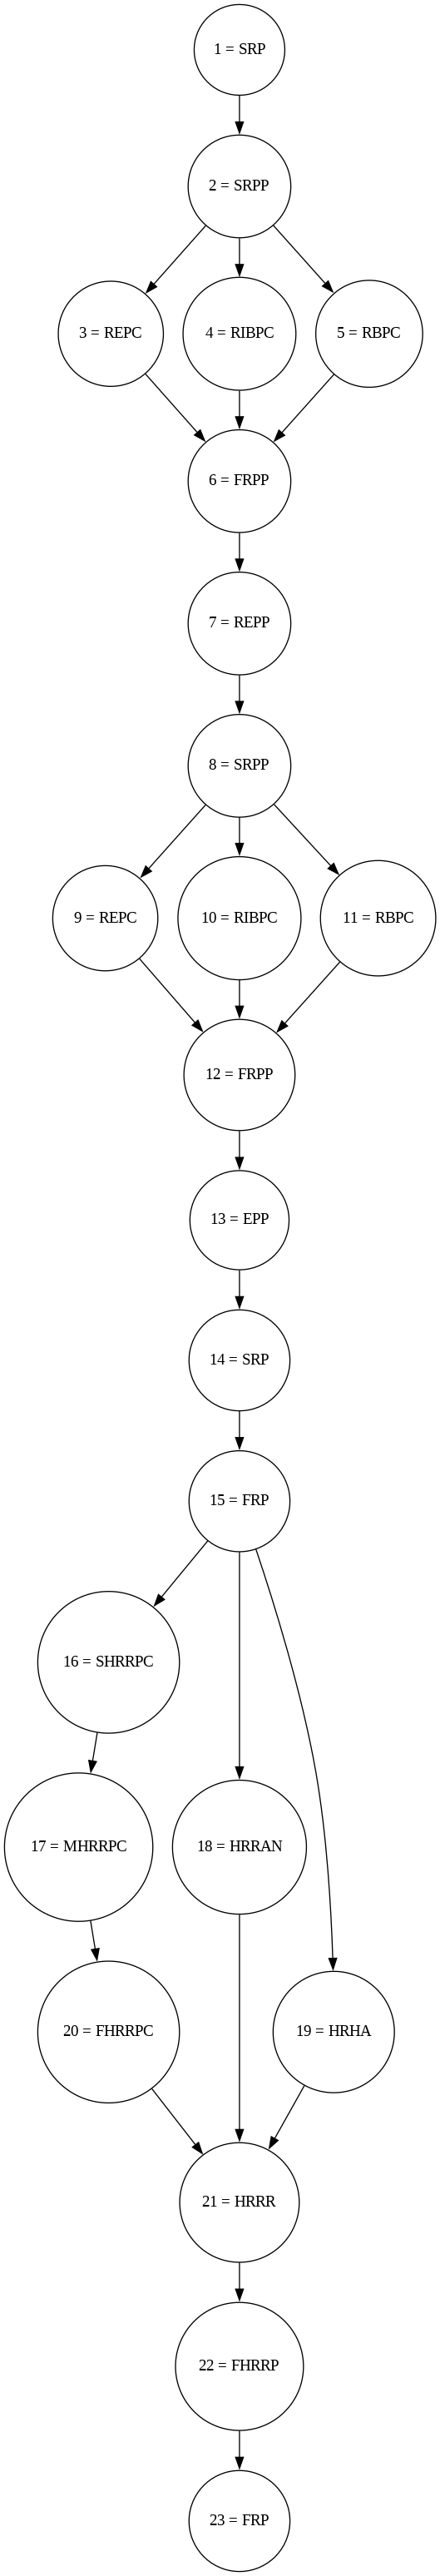 1 = SRP
2 = SRPP
3 = REPC
4 = RIBPC
5 = RBPC
6 = FRPP
7 = REPP
8 = SRPP
9 = REPC
10 = RIBPC
11 = RBPC
12 = FRPP
13 = EPP
14 = SRP
15 = FRP
16 = SHRRPC
17 = MHRRPC
18 = HRRAN
20 = FHRRPC
19 = HRHA
21 = HRRR
22 = FHRRP
23 = FRP